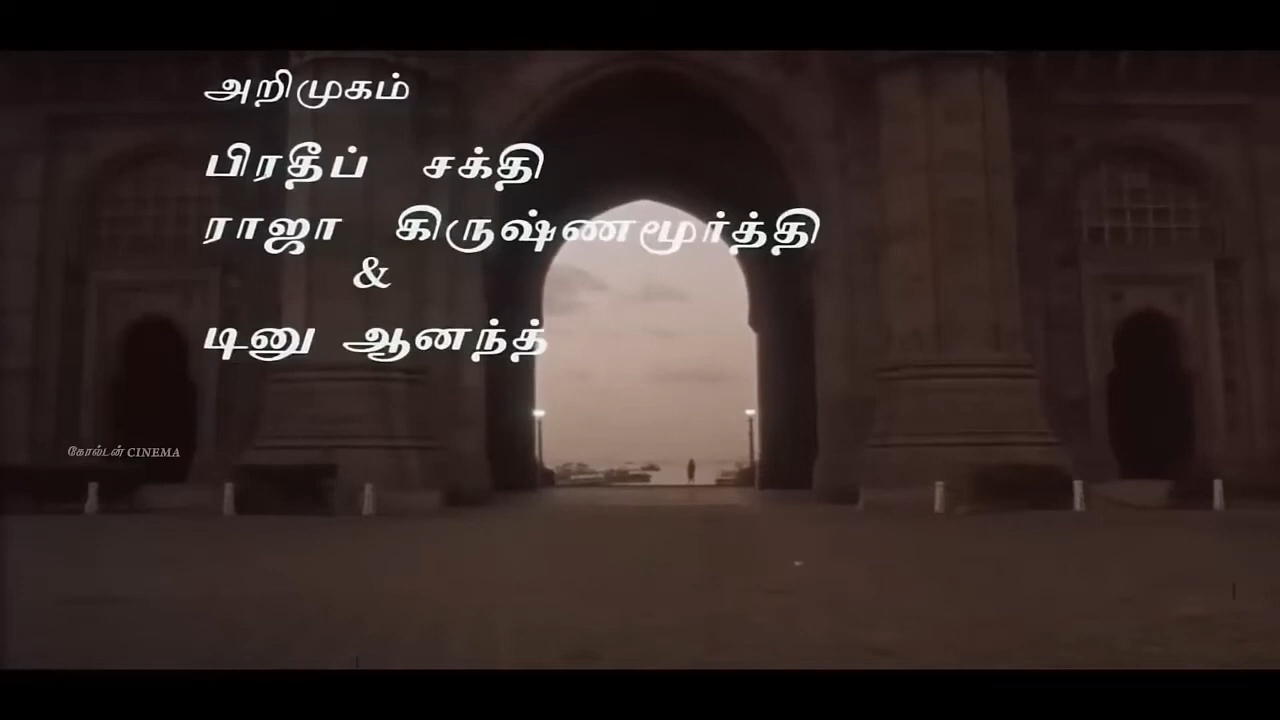 அறிமுகம்
பிரதீப் சக்தி
ராஜா கிருஷ்ணமூர்த்தி
&
டினு ஆனந்த்
கோல்டன் CINEMA